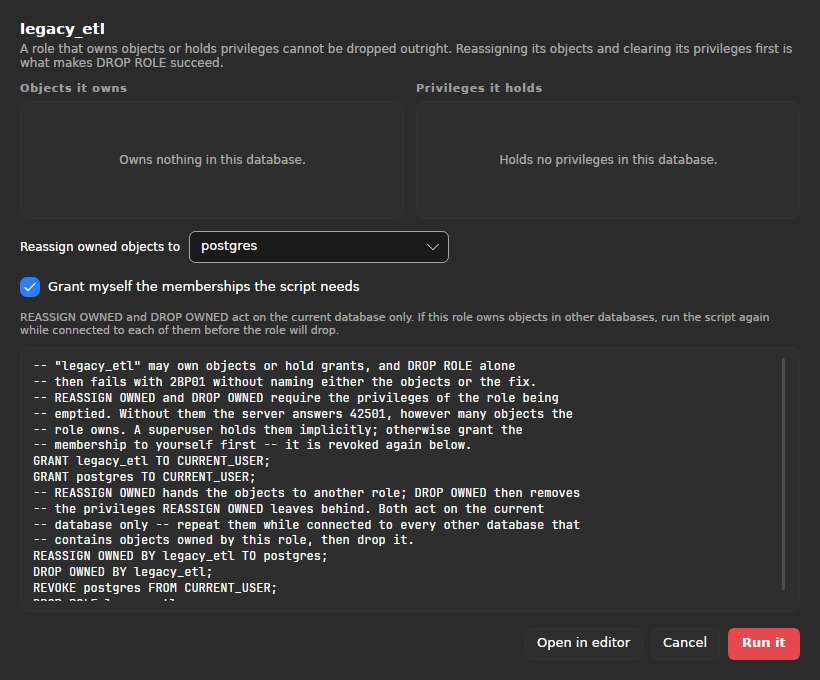 legacy_etl
A role that owns objects or holds privileges cannot be dropped outright. Reassigning its objects and clearing its privileges first is
what makes DROP ROLE succeed.
Objects it owns
Privileges it holds
Owns nothing in this database.
Holds no privileges in this database.
Reassign owned objects to
postgres
Grant myself the memberships the script needs
REASSIGN OWNED and DROP OWNED act on the current database only. If this role owns objects in other databases, run the script again
while connected to each of them before the role will drop.
-- "legacy_etl" may own objects or hold grants, and DROP ROLE alone
-- then fails with 2BP01 without naming either the objects or the fix.
-- REASSIGN OWNED and DROP OWNED require the privileges of the role being
-- emptied. Without them the server answers 42501, however many objects the
-- role owns. A superuser holds them implicitly; otherwise grant the
-- membership to yourself first -- it is revoked again below.
GRANT legacy_etl TO CURRENT_USER;
GRANT postgres TO CURRENT_USER;
-- REASSIGN OWNED hands the objects to another role; DROP OWNED then removes
-- the privileges REASSIGN OWNED leaves behind. Both act on the current
-- database only -- repeat them while connected to every other database that
-- contains objects owned by this role, then drop it.
REASSIGN OWNED BY legacy_etl TO postgres;
DROP OWNED BY legacy_etl;
REVOKE postgres FROM CURRENT_USER;
Open in editor
Cancel
Run it